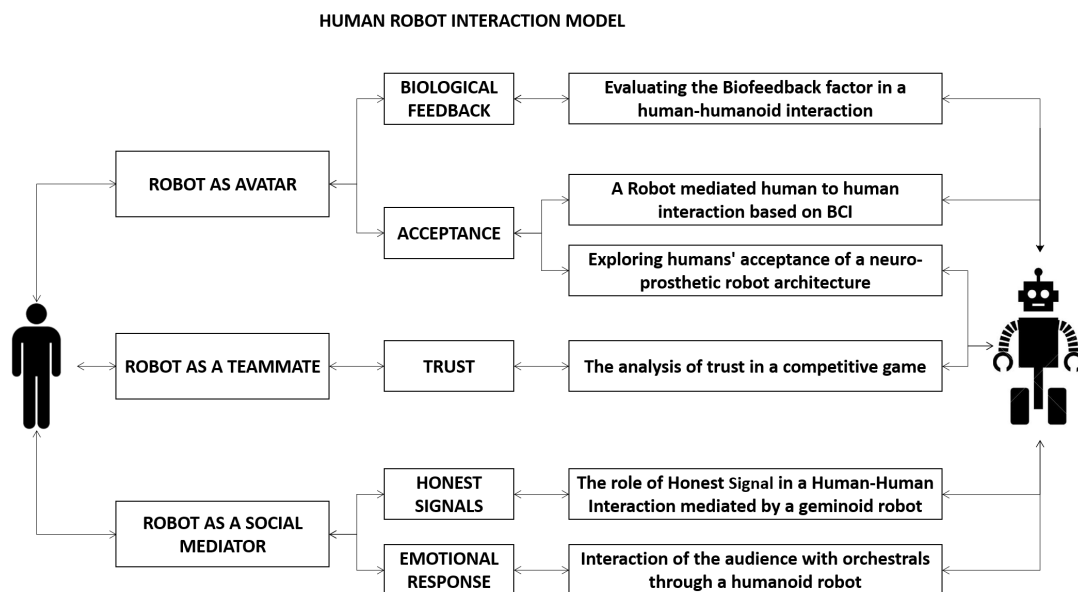 HUMAN ROBOT INTERACTION MODEL
BIOLOGICAL
FEEDBACK
Evaluating the Biofeedback factor in a
human-humanoid interaction
ROBOT AS AVATAR
A Robot mediated human to human
interaction based on BCI
ACCEPTANCE
Exploring humans' acceptance of a neuro-
prosthetic robot architecture
ROBOT AS A TEAMMATE
TRUST
The analysis of trust in a competitive game
HONEST
SIGNALS
The role of Honest Signal in a Human-Human
Interaction mediated by a geminoid robot
ROBOT AS A SOCIAL
MEDIATOR
EMOTIONAL
RESPONSE
Interaction of the audience with orchestrals
through a humanoid robot